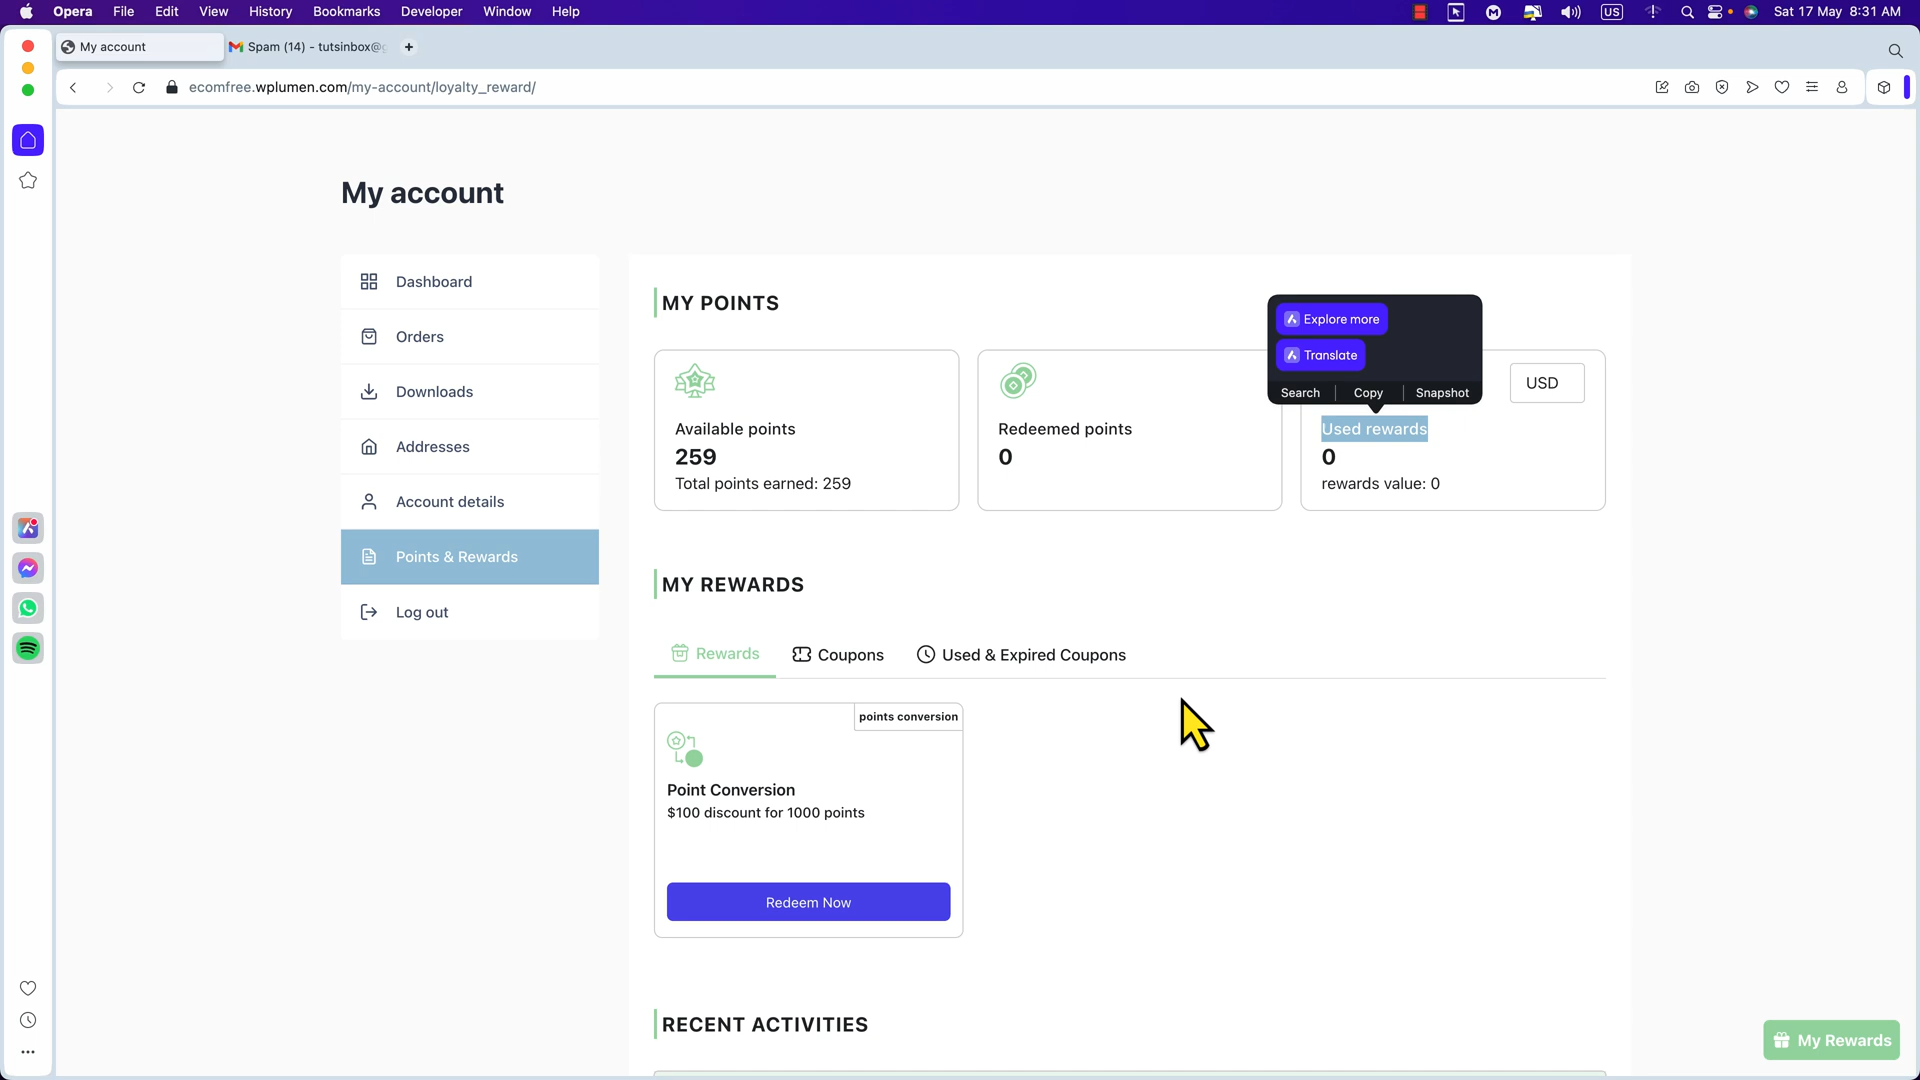 Opera File Edit View History Bookmarks Developer Window Help US Sat 17 May 8:31 AM
My account Spam (14) - tutsinbox@
ecomfree.wplumen.com/my-account/loyalty_reward/
My account
Dashboard
Orders
Downloads
Addresses
Account details
Points & Rewards
Log out
MY POINTS
Available points
259
Total points earned: 259
Redeemed points
0
Explore more
Translate
Search Copy Snapshot
USD
Used rewards
0
rewards value: 0
MY REWARDS
Rewards Coupons Used & Expired Coupons
points conversion
Point Conversion
$100 discount for 1000 points
Redeem Now
RECENT ACTIVITIES
My Rewards